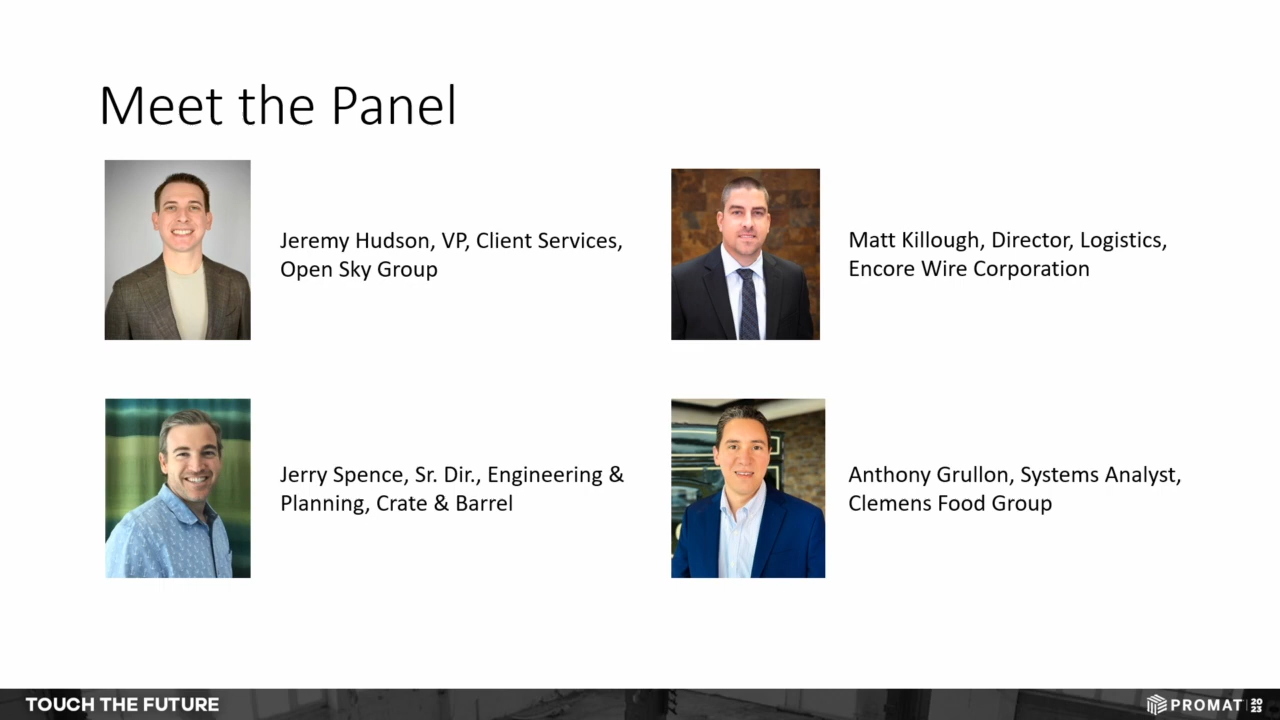 Meet the Panel
Jeremy Hudson, VP, Client Services,
Open Sky Group
Matt Killough, Director, Logistics,
Encore Wire Corporation
Jerry Spence, Sr. Dir., Engineering &
Planning, Crate & Barrel
Anthony Grullon, Systems Analyst,
Clemens Food Group
TOUCH THE FUTURE
PROMAT 2023